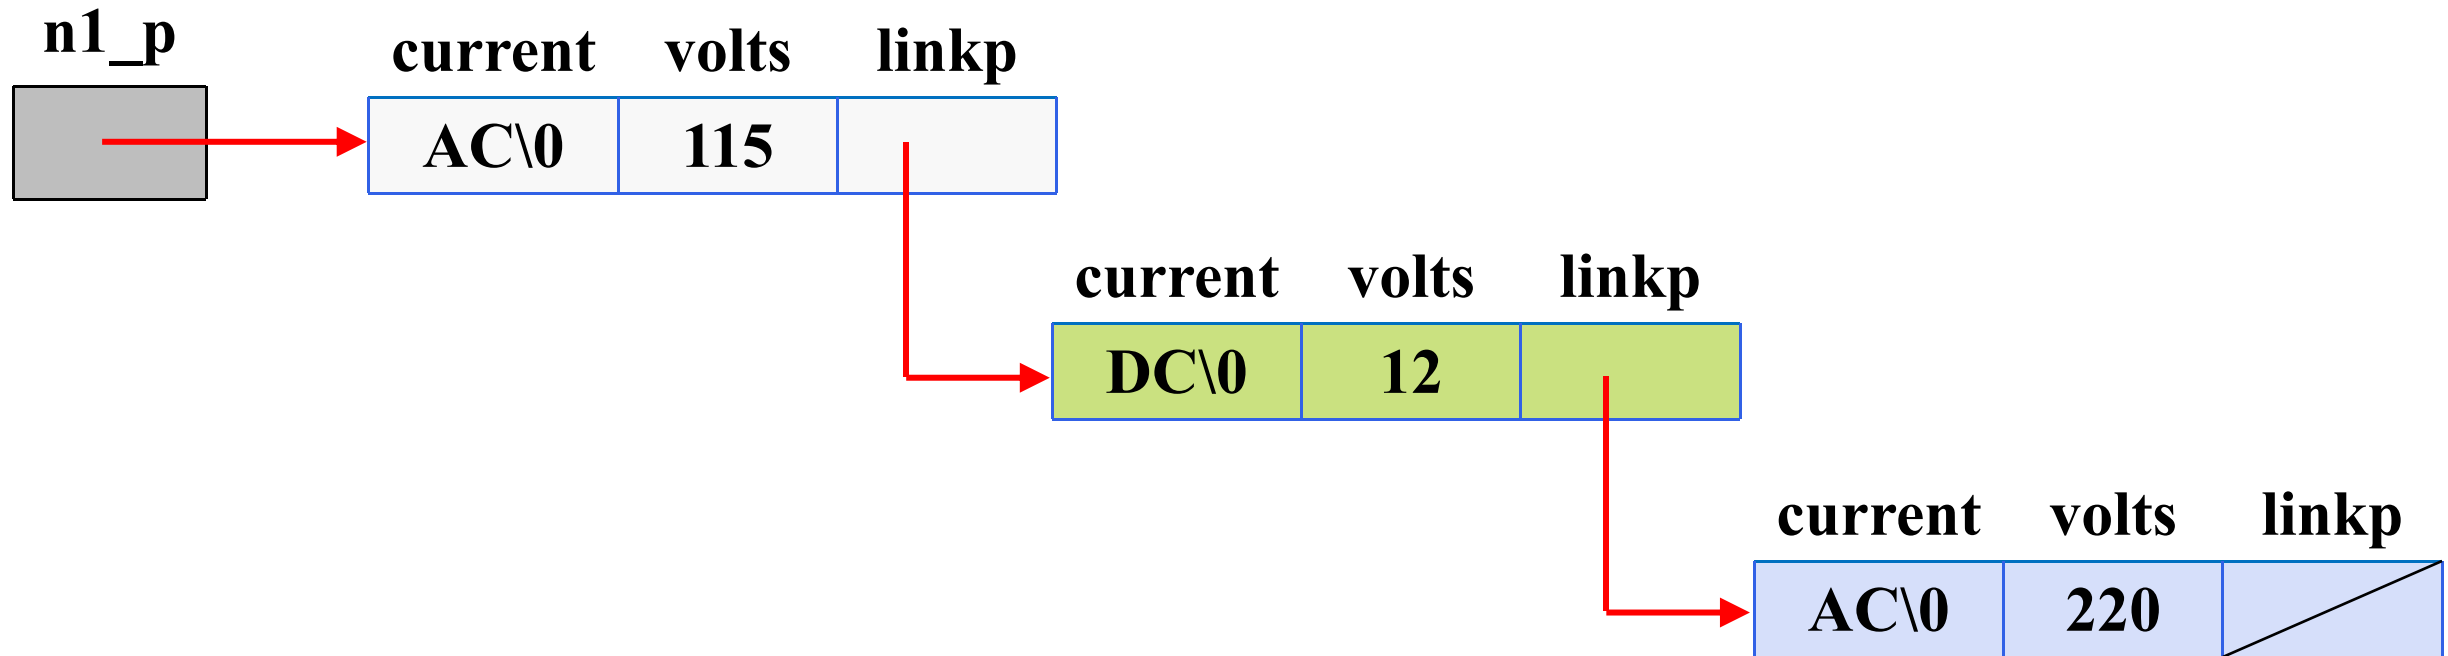 n1_p
current volts linkp
AC\0 115
current volts linkp
DC\0 12
current volts linkp
AC\0 220